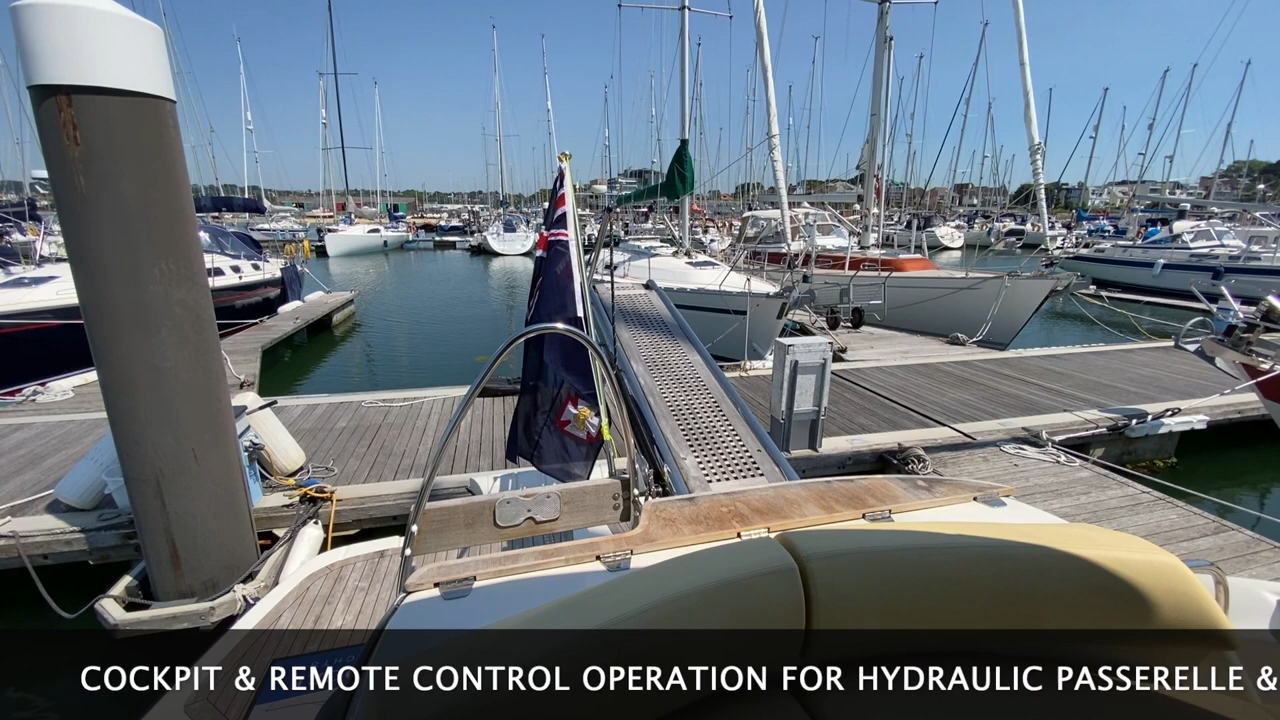 COCKPIT & REMOTE CONTROL OPERATION FOR HYDRAULIC PASSERELLE &